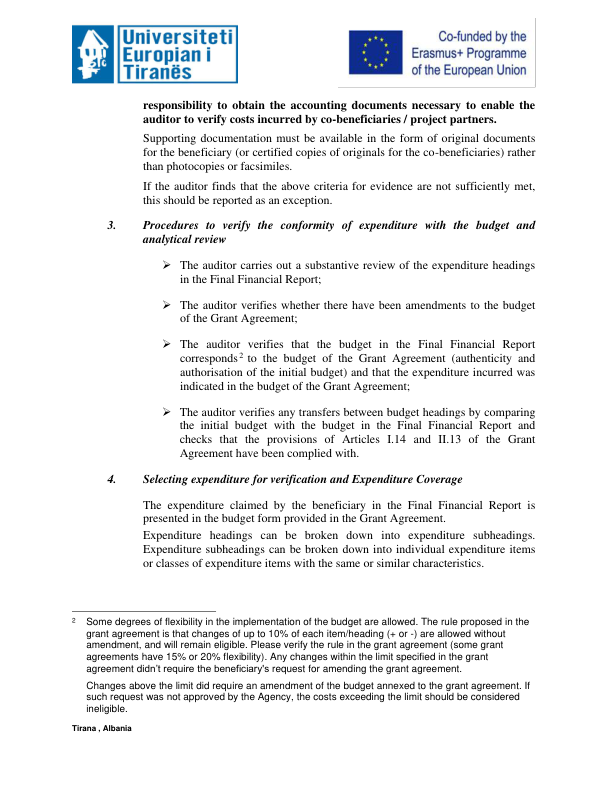 Universiteti
Europian i
Tiranës
Co-funded by the
Erasmus+ Programme
of the European Union
responsibility to obtain the accounting documents necessary to enable the
auditor to verify costs incurred by co-beneficiaries / project partners.
Supporting documentation must be available in the form of original documents
for the beneficiary (or certified copies of originals for the co-beneficiaries) rather
than photocopies or facsimiles.
If the auditor finds that the above criteria for evidence are not sufficiently met,
this should be reported as an exception.
3. Procedures to verify the conformity of expenditure with the budget and
analytical review
➢ The auditor carries out a substantive review of the expenditure headings
in the Final Financial Report;
➢ The auditor verifies whether there have been amendments to the budget
of the Grant Agreement;
➢ The auditor verifies that the budget in the Final Financial Report
corresponds2 to the budget of the Grant Agreement (authenticity and
authorisation of the initial budget) and that the expenditure incurred was
indicated in the budget of the Grant Agreement;
➢ The auditor verifies any transfers between budget headings by comparing
the initial budget with the budget in the Final Financial Report and
checks that the provisions of Articles I.14 and II.13 of the Grant
Agreement have been complied with.
4. Selecting expenditure for verification and Expenditure Coverage
The expenditure claimed by the beneficiary in the Final Financial Report is
presented in the budget form provided in the Grant Agreement.
Expenditure headings can be broken down into expenditure subheadings.
Expenditure subheadings can be broken down into individual expenditure items
or classes of expenditure items with the same or similar characteristics.
2 Some degrees of flexibility in the implementation of the budget are allowed. The rule proposed in the
grant agreement is that changes of up to 10% of each item/heading (+ or -) are allowed without
amendment, and will remain eligible. Please verify the rule in the grant agreement (some grant
agreements have 15% or 20% flexibility). Any changes within the limit specified in the grant
agreement didn't require the beneficiary's request for amending the grant agreement.
Changes above the limit did require an amendment of the budget annexed to the grant agreement. If
such request was not approved by the Agency, the costs exceeding the limit should be considered
ineligible.
Tirana , Albania